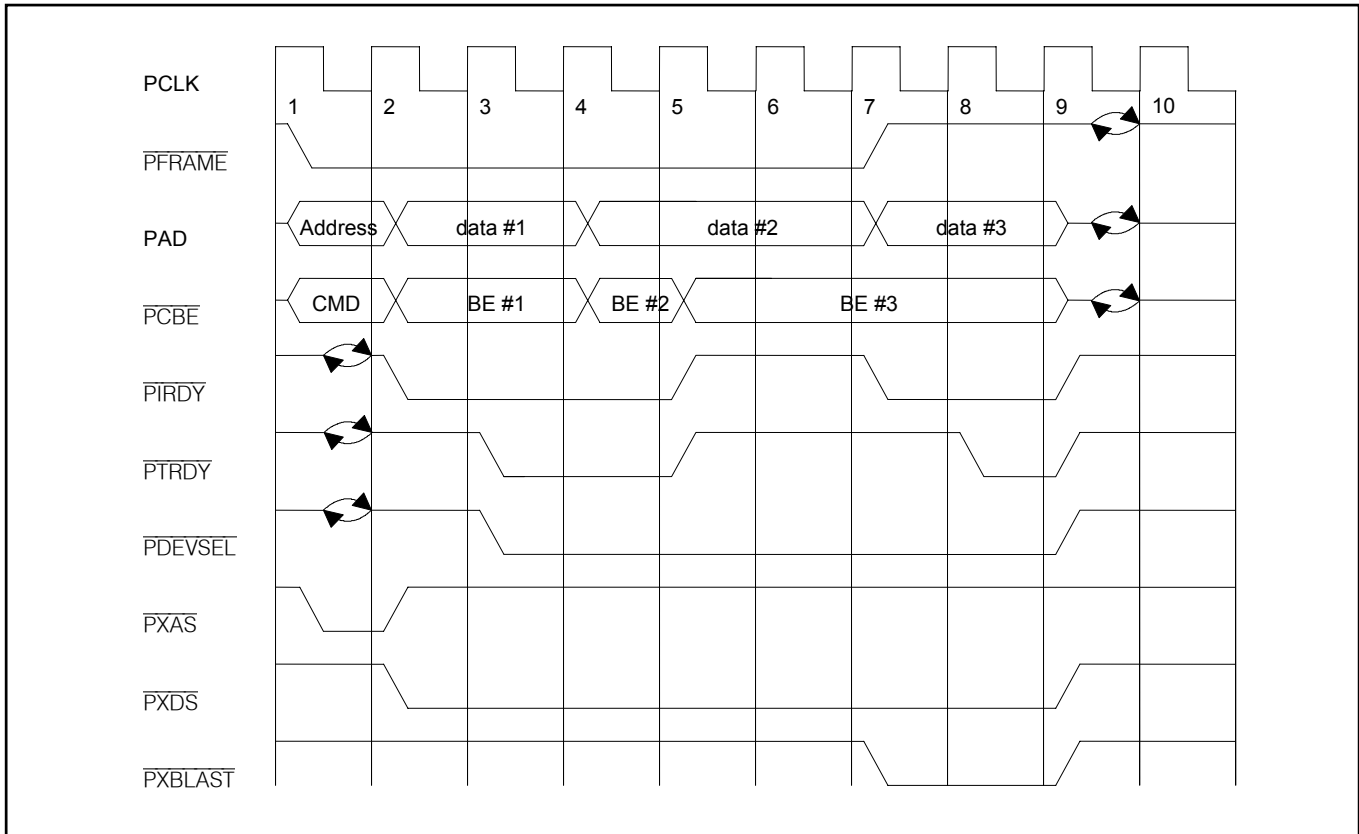 PCLK
1 2 3 4 5 6 7 8 9 10
PFRAME
PAD
Address data #1 data #2 data #3
PCBE
CMD BE #1 BE #2 BE #3
PIRDY
PTRDY
PDEVSEL
PXAS
PXDS
PXBLAST